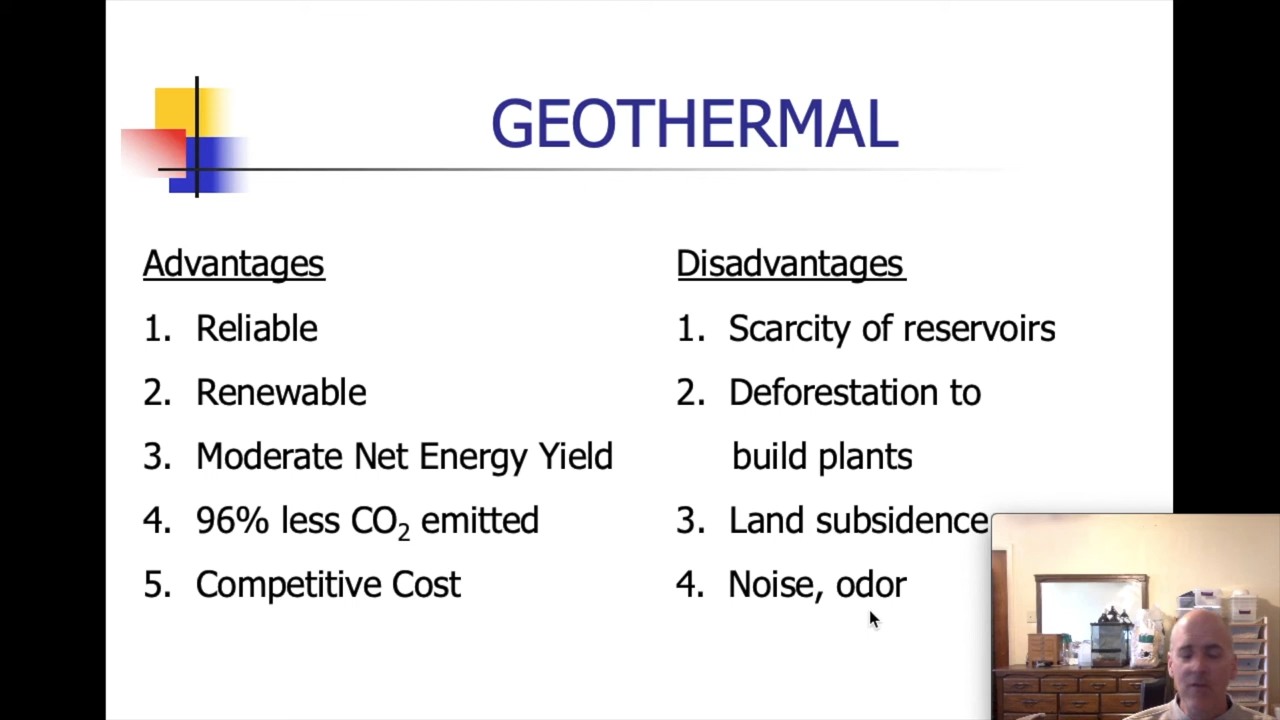 GEOTHERMAL
Advantages
1. Reliable
2. Renewable
3. Moderate Net Energy Yield
4. 96% less CO₂ emitted
5. Competitive Cost
Disadvantages
1. Scarcity of reservoirs
2. Deforestation to
build plants
3. Land subsidence
4. Noise, odor